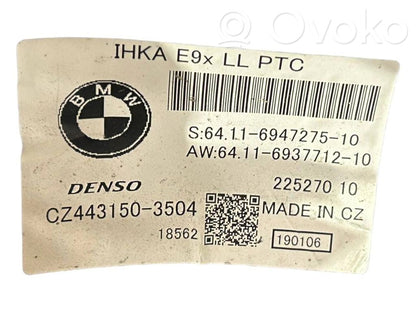 IHKA E9x LL PTC
BMW
S:64.11-6947275-10
AW:64.11-6937712-10
DENSO
225270 10
CZ443150-3504
MADE IN CZ
18562
190106
Ovoko